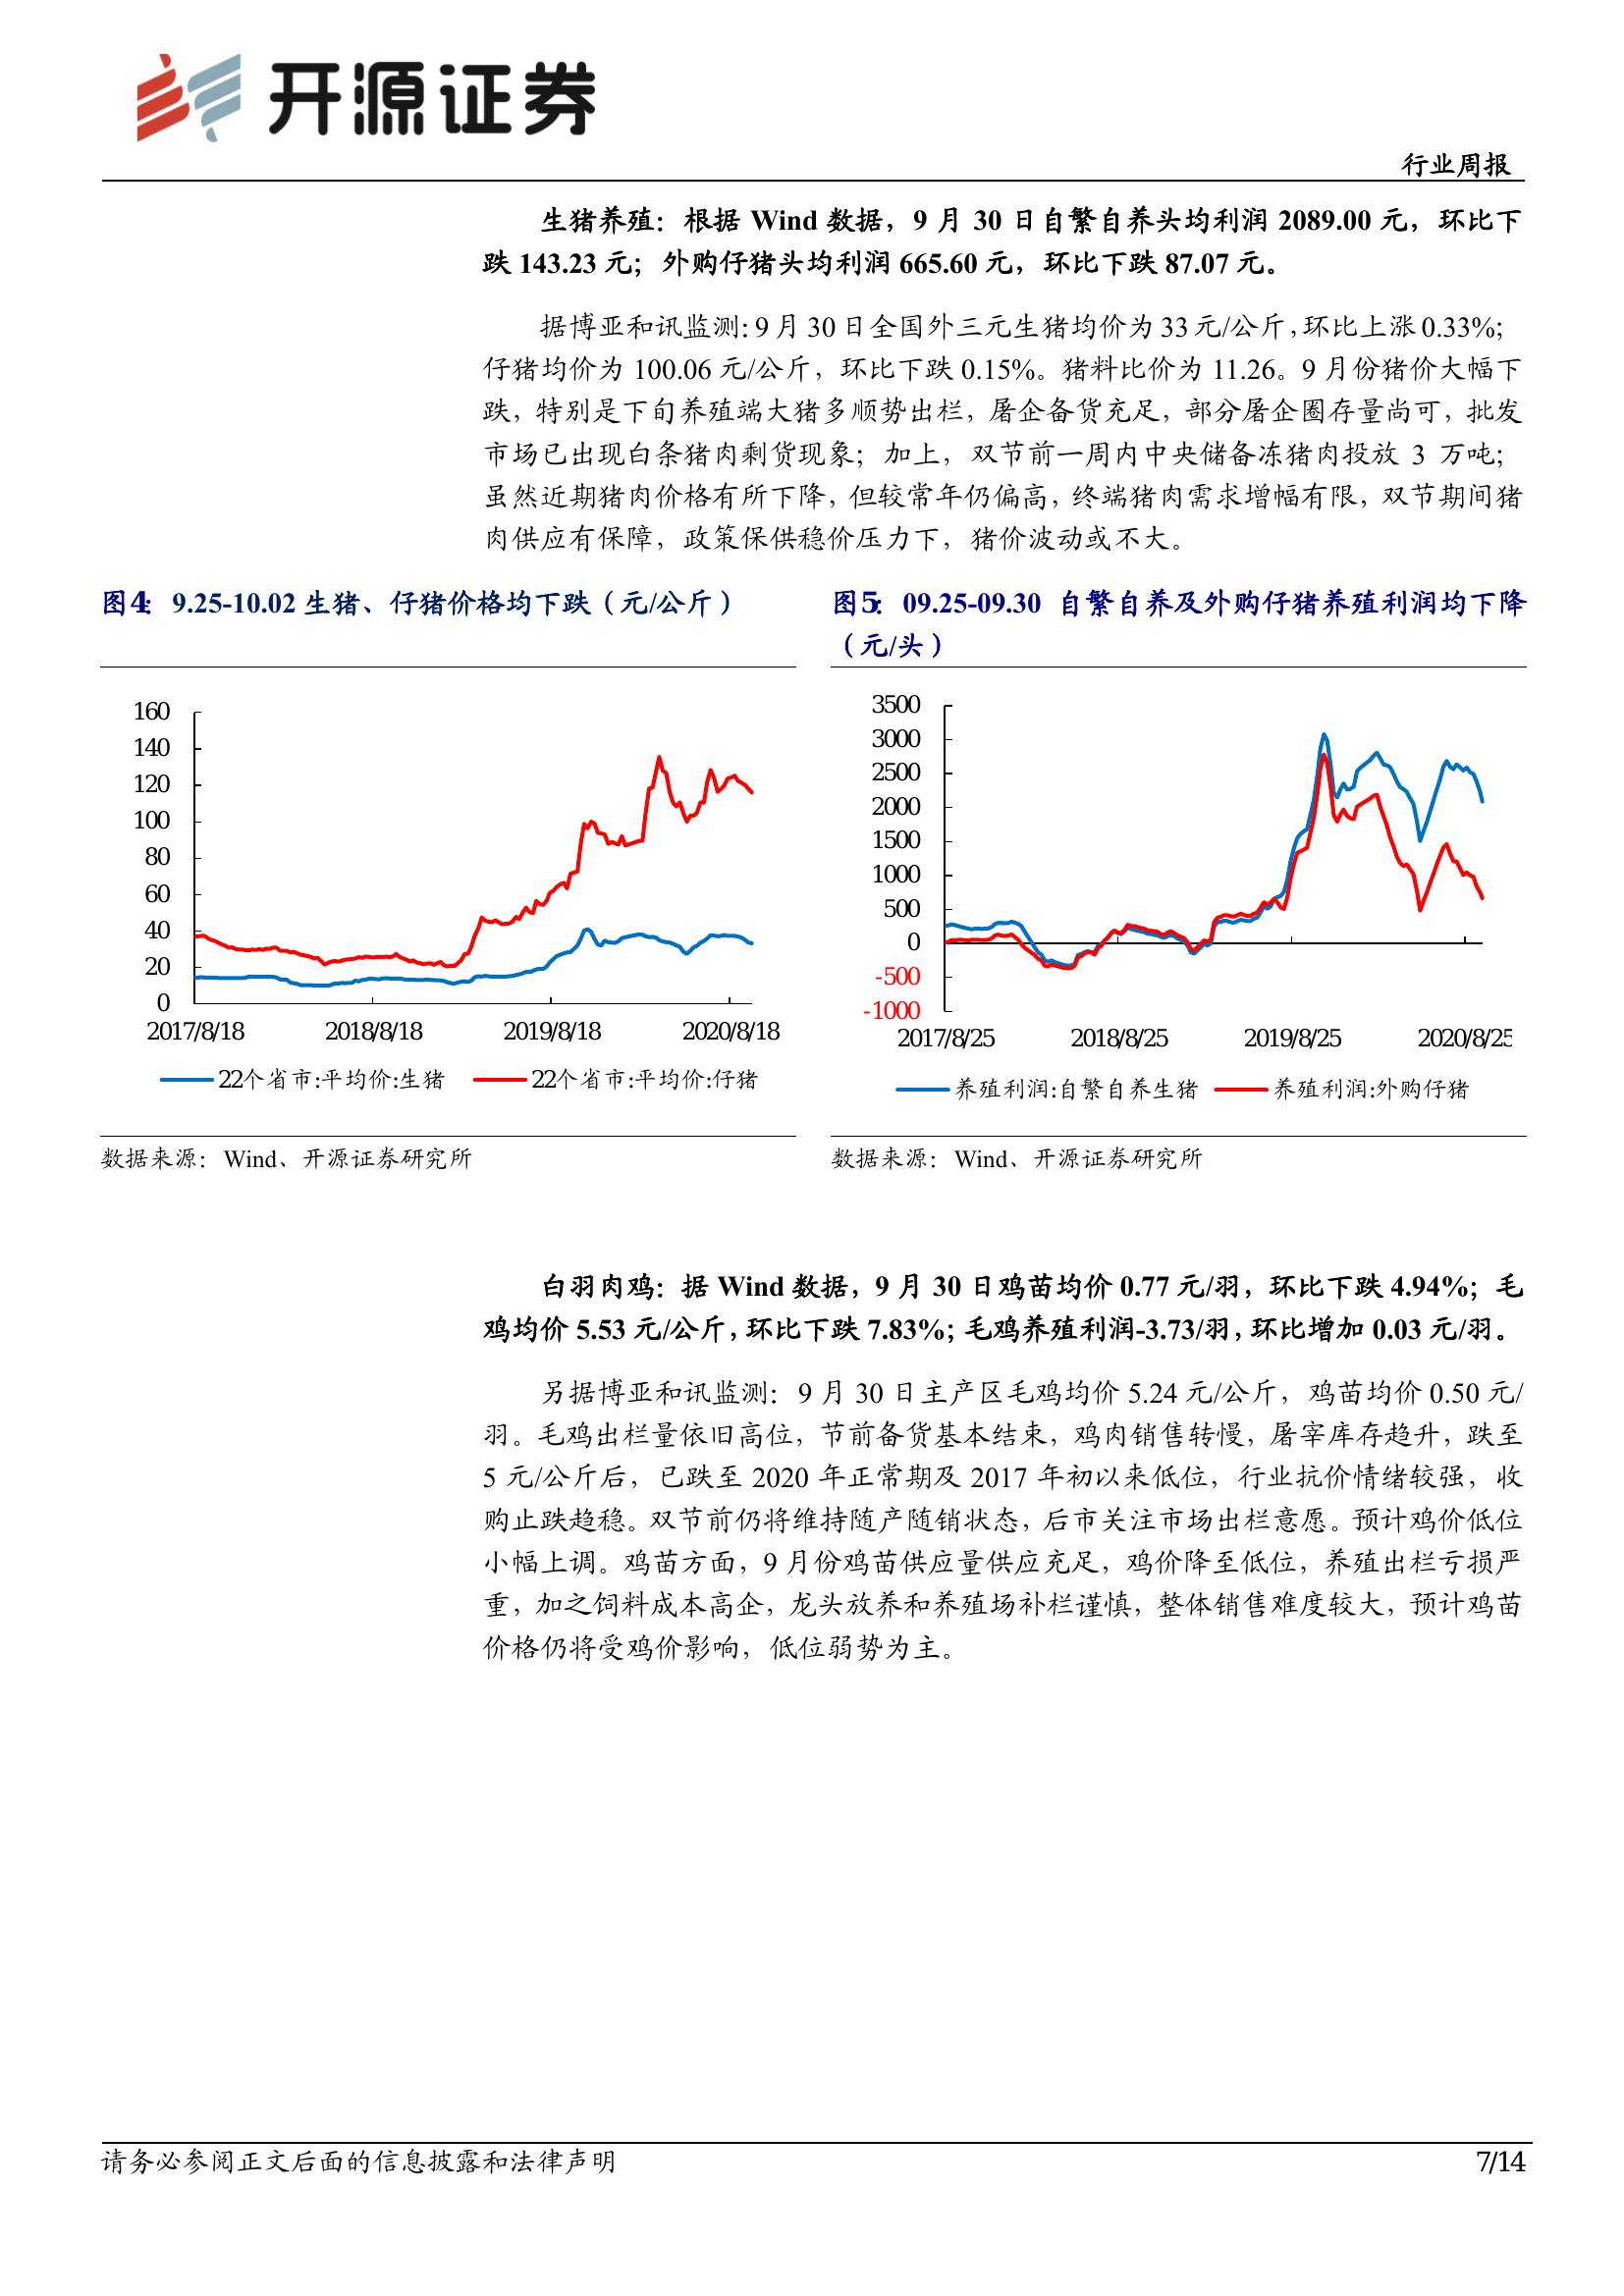 开源证券
行业周报
生猪养殖：根据 Wind 数据，9 月 30 日自繁自养头均利润 2089.00 元，环比下
跌 143.23 元；外购仔猪头均利润 665.60 元，环比下跌 87.07 元。
据博亚和讯监测：9 月 30 日全国外三元生猪均价为 33 元/公斤，环比上涨 0.33%；
仔猪均价为 100.06 元/公斤，环比下跌 0.15%。猪料比价为 11.26。9 月份猪价大幅下
跌，特别是下旬养殖端大猪多顺势出栏，屠企备货充足，部分屠企圈存量尚可，批发
市场已出现白条猪肉剩货现象；加上，双节前一周内中央储备冻猪肉投放 3 万吨；
虽然近期猪肉价格有所下降，但较常年仍偏高，终端猪肉需求增幅有限，双节期间猪
肉供应有保障，政策保供稳价压力下，猪价波动或不大。
图4： 9.25-10.02 生猪、仔猪价格均下跌（元/公斤）
160
140
120
100
80
60
40
20
0
2017/8/18 2018/8/18 2019/8/18 2020/8/18
22个省市:平均价:生猪 22个省市:平均价:仔猪
数据来源：Wind、开源证券研究所
图5： 09.25-09.30 自繁自养及外购仔猪养殖利润均下降
（元/头）
3500
3000
2500
2000
1500
1000
500
0
-500
-1000
2017/8/25 2018/8/25 2019/8/25 2020/8/25
养殖利润:自繁自养生猪 养殖利润:外购仔猪
数据来源：Wind、开源证券研究所
白羽肉鸡：据 Wind 数据，9 月 30 日鸡苗均价 0.77 元/羽，环比下跌 4.94%；毛
鸡均价 5.53 元/公斤，环比下跌 7.83%；毛鸡养殖利润-3.73/羽，环比增加 0.03 元/羽。
另据博亚和讯监测：9 月 30 日主产区毛鸡均价 5.24 元/公斤，鸡苗均价 0.50 元/
羽。毛鸡出栏量依旧高位，节前备货基本结束，鸡肉销售转慢，屠宰库存趋升，跌至
5 元/公斤后，已跌至 2020 年正常期及 2017 年初以来低位，行业抗价情绪较强，收
购止跌趋稳。双节前仍将维持随产随销状态，后市关注市场出栏意愿。预计鸡价低位
小幅上调。鸡苗方面，9 月份鸡苗供应量供应充足，鸡价降至低位，养殖出栏亏损严
重，加之饲料成本高企，龙头放养和养殖场补栏谨慎，整体销售难度较大，预计鸡苗
价格仍将受鸡价影响，低位弱势为主。
请务必参阅正文后面的信息披露和法律声明
7/14